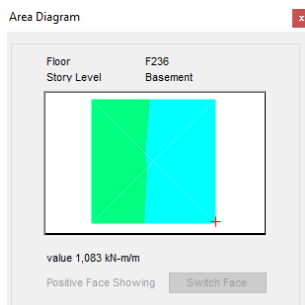 Area Diagram x
Floor F236
Story Level Basement
value 1,083 kN-m/m
Positive Face Showing Switch Face